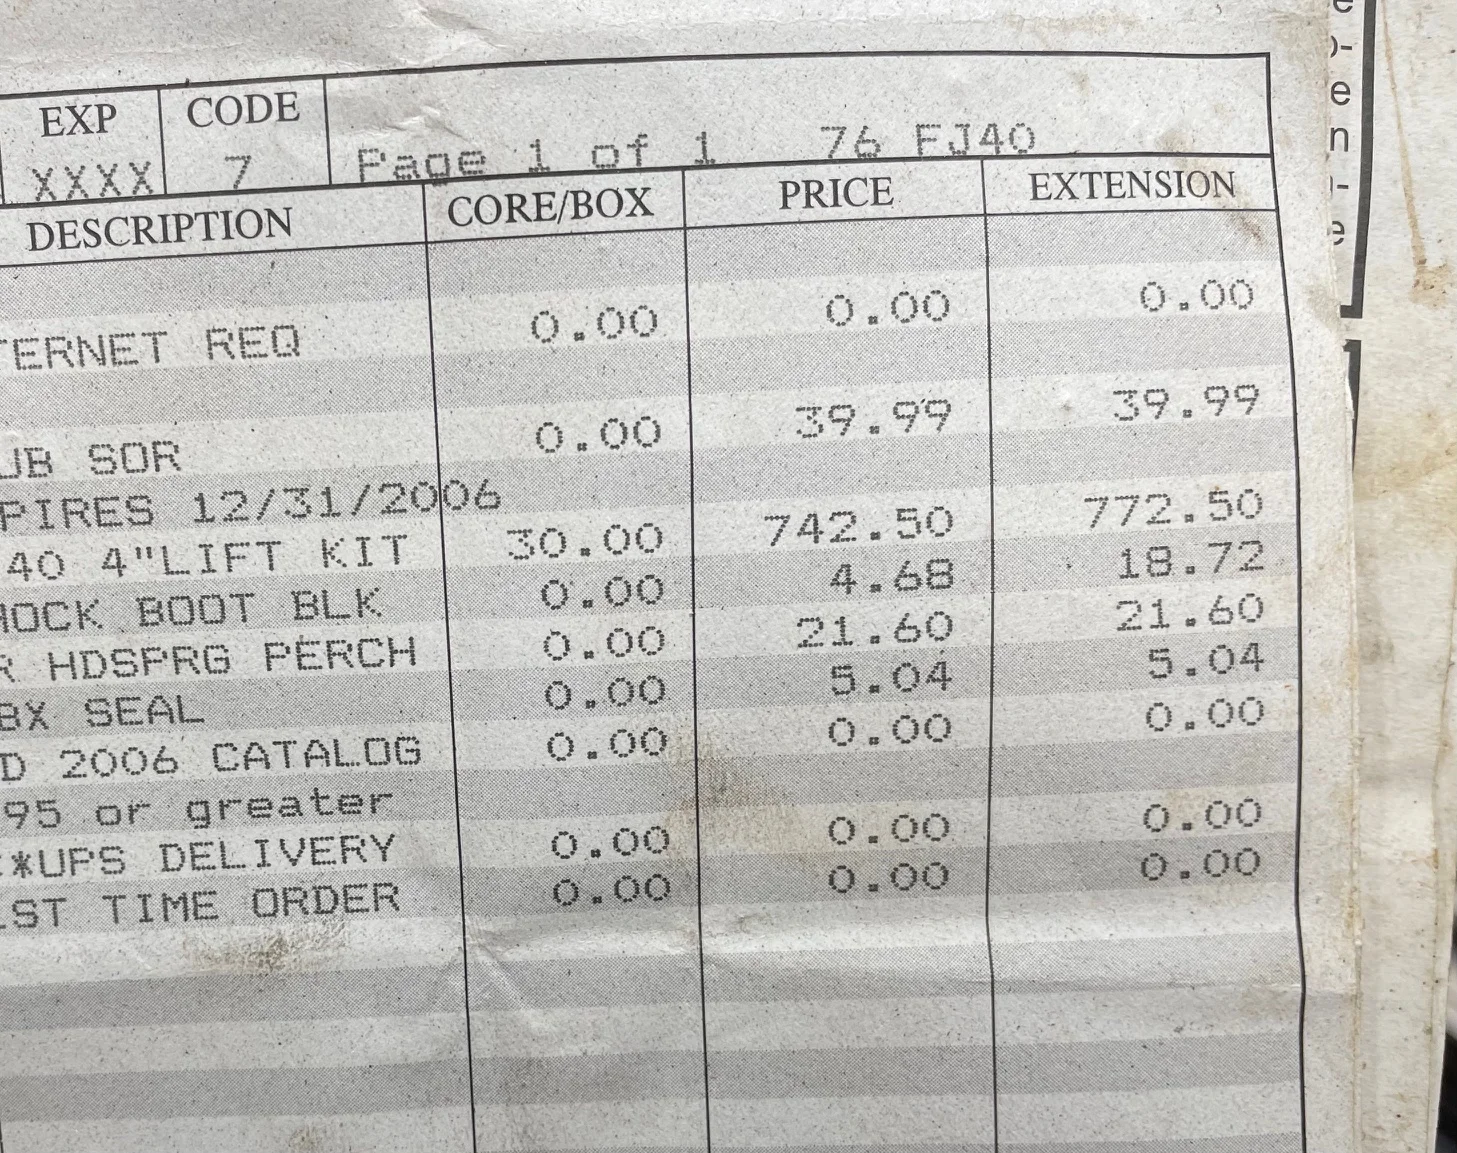 EXP CODE
XXXX 7 Page 1 of 1 76 FJ40
DESCRIPTION CORE/BOX PRICE EXTENSION
TERNET REQ 0.00 0.00 0.00
UB SOR 0.00 39.99 39.99
PIRES 12/31/2006
40 4"LIFT KIT 30.00 742.50 772.50
HOCK BOOT BLK 0.00 4.68 18.72
R HDSPRG PERCH 0.00 21.60 21.60
BX SEAL 0.00 5.04 5.04
D 2006 CATALOG 0.00 0.00 0.00
95 or greater
*UPS DELIVERY 0.00 0.00 0.00
ST TIME ORDER 0.00 0.00 0.00
e
o-
e
n
e